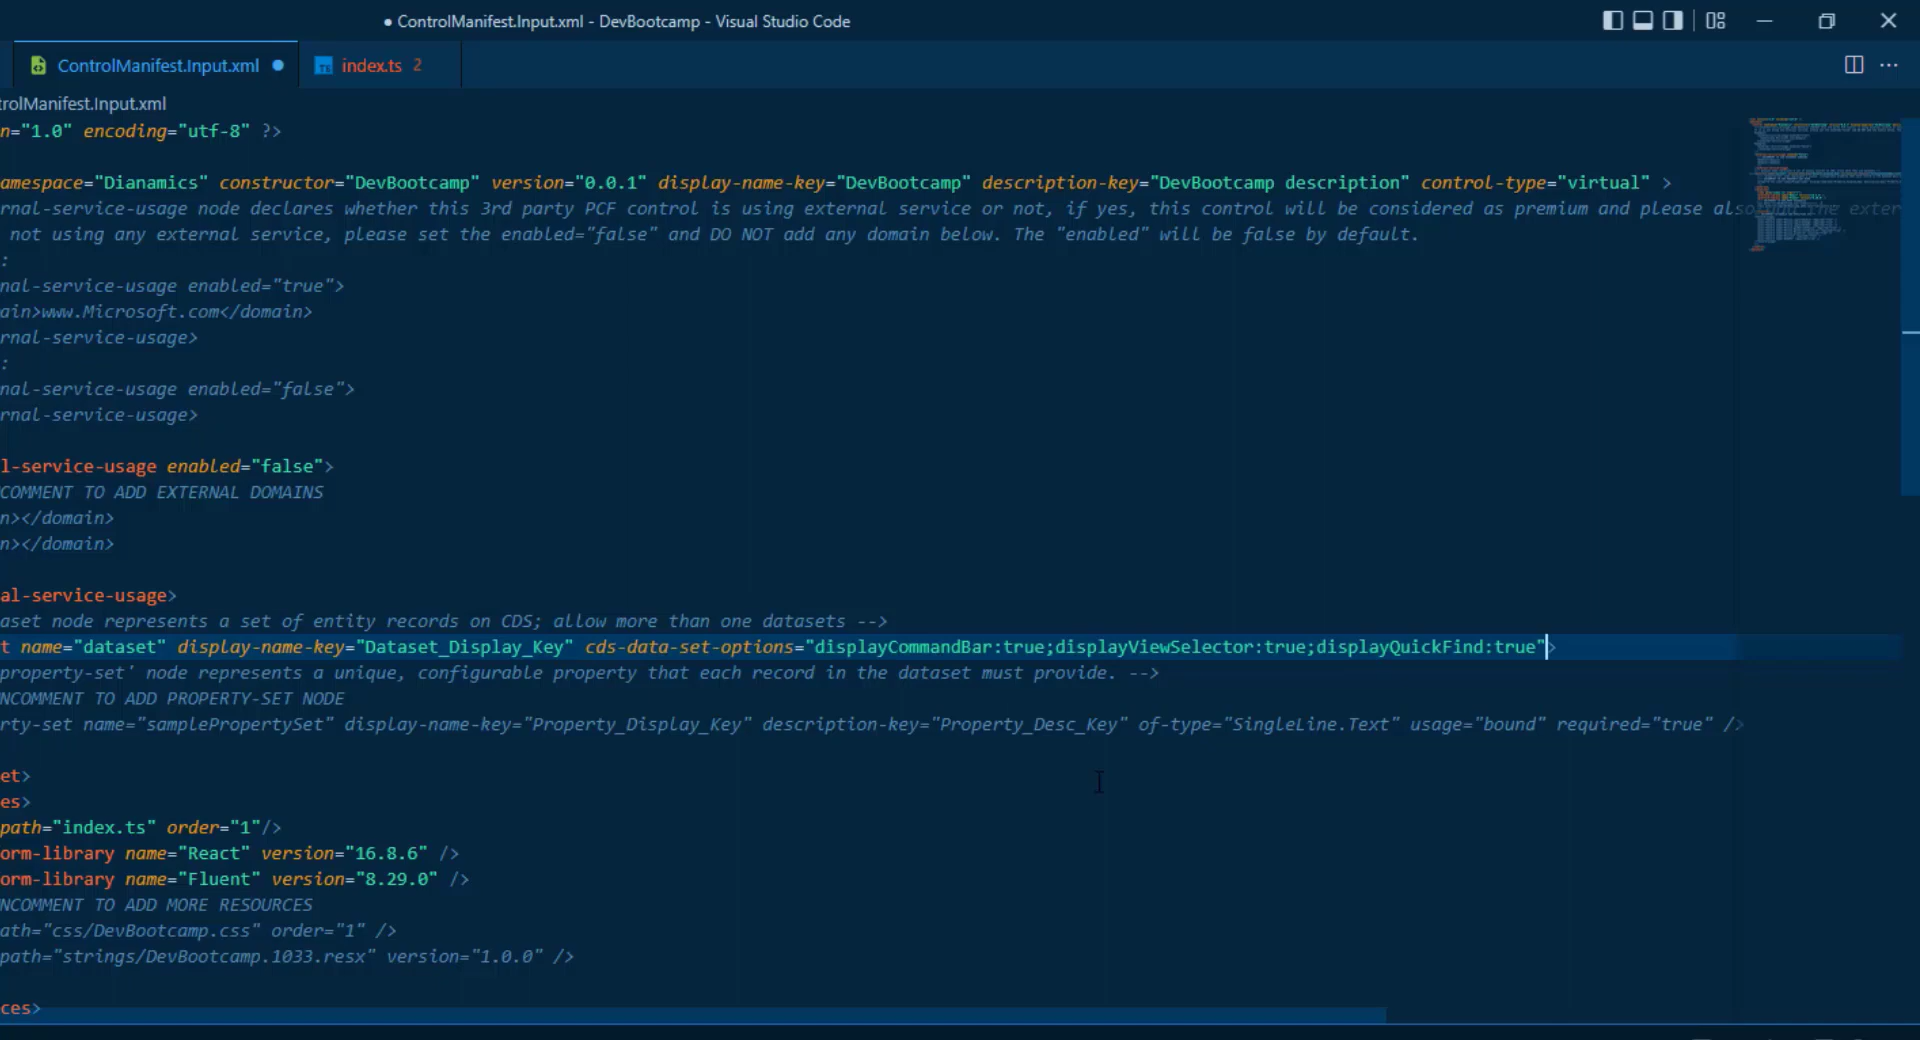 ● ControlManifest.Input.xml - DevBootcamp - Visual Studio Code
ControlManifest.Input.xml ●
TS index.ts 2
trolManifest.Input.xml
n="1.0" encoding="utf-8" ?>
amespace="Dianamics" constructor="DevBootcamp" version="0.0.1" display-name-key="DevBootcamp" description-key="DevBootcamp description" control-type="virtual" >
rnal-service-usage node declares whether this 3rd party PCF control is using external service or not, if yes, this control will be considered as premium and please also the exter
not using any external service, please set the enabled="false" and DO NOT add any domain below. The "enabled" will be false by default.
:
nal-service-usage enabled="true">
ain>www.Microsoft.com</domain>
rnal-service-usage>
:
nal-service-usage enabled="false">
rnal-service-usage>
l-service-usage enabled="false">
COMMENT TO ADD EXTERNAL DOMAINS
n></domain>
n></domain>
al-service-usage>
aset node represents a set of entity records on CDS; allow more than one datasets -->
t name="dataset" display-name-key="Dataset_Display_Key" cds-data-set-options="displayCommandBar:true;displayViewSelector:true;displayQuickFind:true">
property-set' node represents a unique, configurable property that each record in the dataset must provide. -->
NCOMMENT TO ADD PROPERTY-SET NODE
rty-set name="samplePropertySet" display-name-key="Property_Display_Key" description-key="Property_Desc_Key" of-type="SingleLine.Text" usage="bound" required="true" />
et>
es>
path="index.ts" order="1"/>
orm-library name="React" version="16.8.6" />
orm-library name="Fluent" version="8.29.0" />
NCOMMENT TO ADD MORE RESOURCES
ath="css/DevBootcamp.css" order="1" />
path="strings/DevBootcamp.1033.resx" version="1.0.0" />
ces>